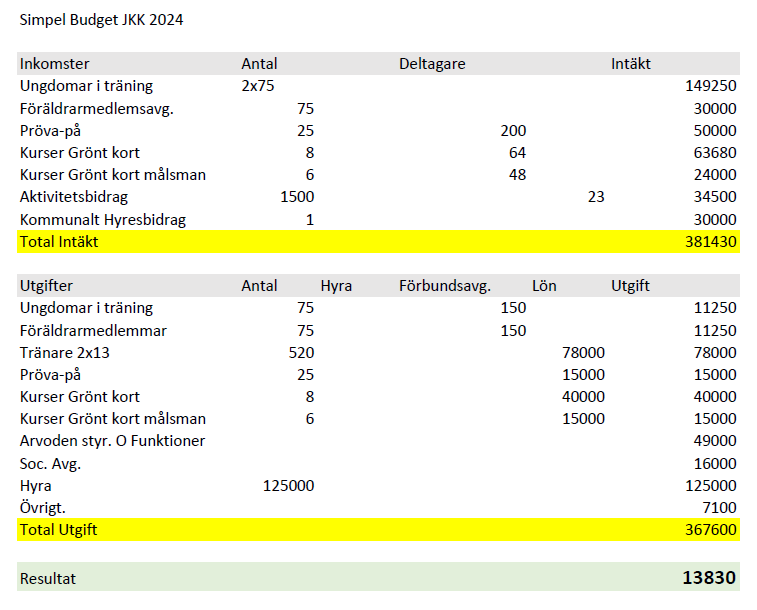 Simpel Budget JKK 2024
Inkomster Antal Deltagare Intäkt
Ungdomar i träning 2x75 149250
Föräldrarmedlemsavg. 75 30000
Pröva-på 25 200 50000
Kurser Grönt kort 8 64 63680
Kurser Grönt kort målsman 6 48 24000
Aktivitetsbidrag 1500 23 34500
Kommunalt Hyresbidrag 1 30000
Total Intäkt 381430
Utgifter Antal Hyra Förbundsavg. Lön Utgift
Ungdomar i träning 75 150 11250
Föräldrarmedlemmar 75 150 11250
Tränare 2x13 520 78000 78000
Pröva-på 25 15000 15000
Kurser Grönt kort 8 40000 40000
Kurser Grönt kort målsman 6 15000 15000
Arvoden styr. O Funktioner 49000
Soc. Avg. 16000
Hyra 125000 125000
Övrigt. 7100
Total Utgift 367600
Resultat 13830